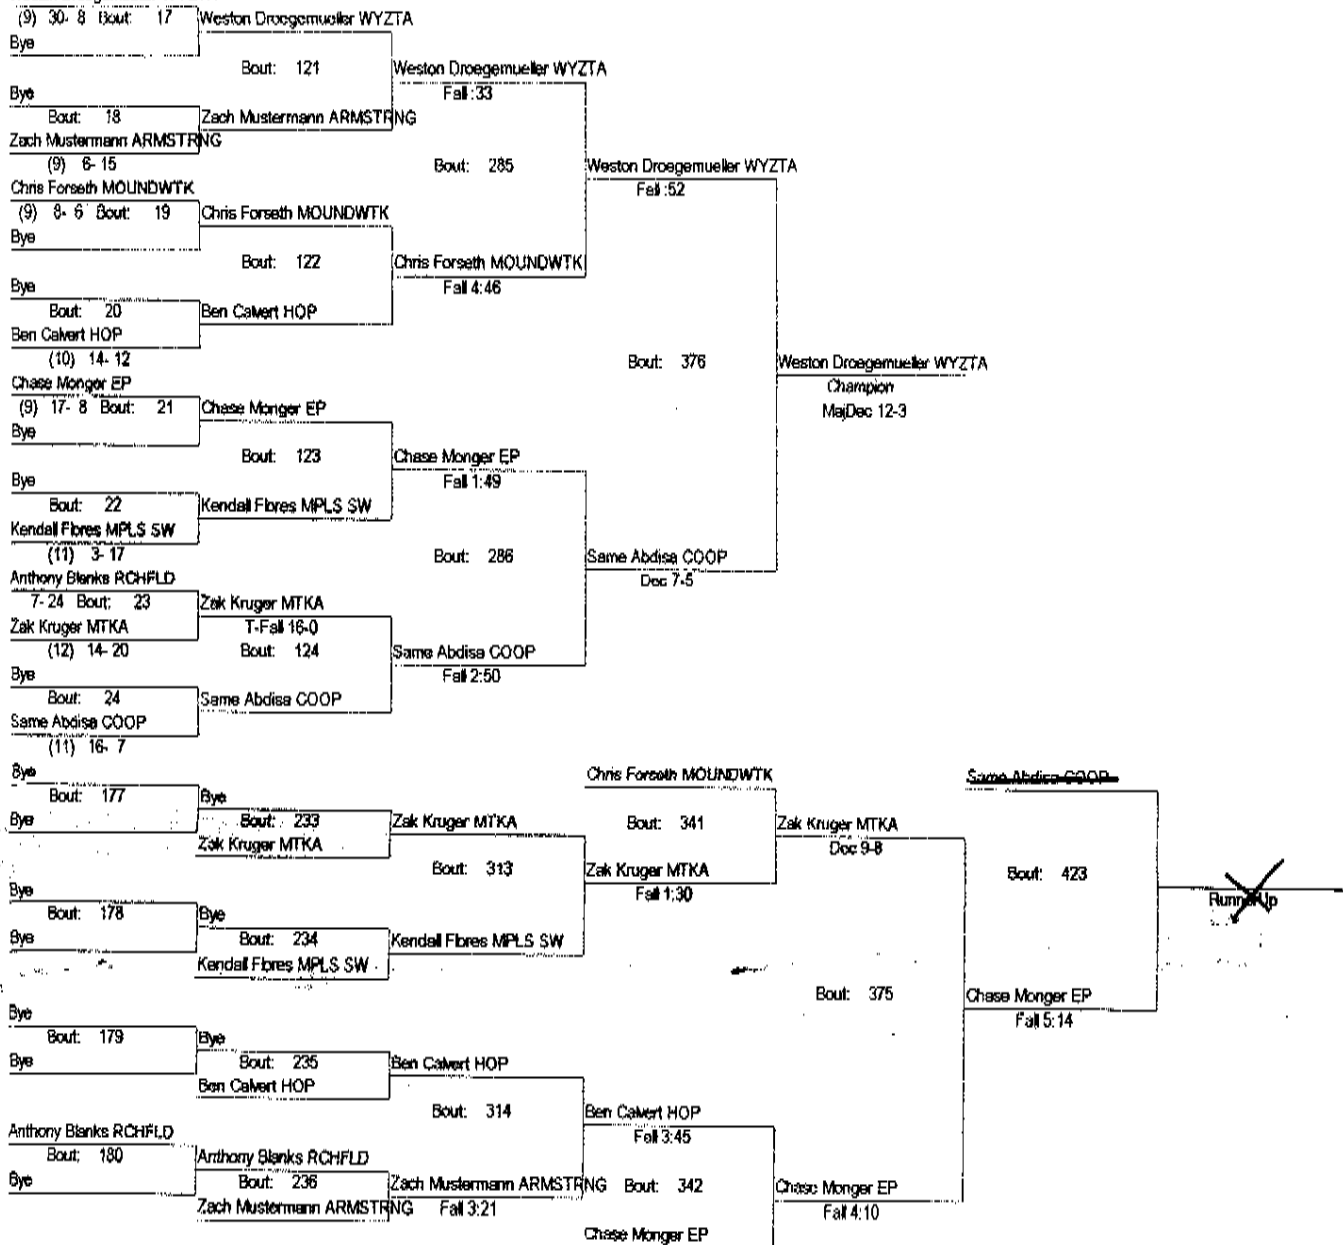 (9) 30- 8 Bout: 17 Weston Droegemueller WYZTA
Bye
Bout: 121 Weston Droegemueller WYZTA
Bye Fall :33
Bout: 18 Zach Mustermann ARMSTRNG
Zach Mustermann ARMSTRNG
(9) 6- 15 Bout: 285 Weston Droegemueller WYZTA
Chris Forseth MOUNDWTK Fall :52
(9) 8- 6 Bout: 19 Chris Forseth MOUNDWTK
Bye
Bout: 122 Chris Forseth MOUNDWTK
Bye Fall 4:46
Bout: 20 Ben Calvert HOP
Ben Calvert HOP
(10) 14- 12 Bout: 376 Weston Droegemueller WYZTA
Chase Monger EP Champion
(9) 17- 8 Bout: 21 Chase Monger EP MajDec 12-3
Bye
Bout: 123 Chase Monger EP
Bye Fall 1:49
Bout: 22 Kendall Flores MPLS SW
Kendall Flores MPLS SW
(11) 3- 17 Bout: 286 Same Abdisa COOP
Anthony Blanks RCHFLD Dec 7-5
7- 24 Bout: 23 Zak Kruger MTKA
Zak Kruger MTKA T-Fall 16-0
(12) 14- 20 Bout: 124 Same Abdisa COOP
Bye Fall 2:50
Bout: 24 Same Abdisa COOP
Same Abdisa COOP
(11) 16- 7
Bye Chris Forseth MOUNDWTK Same Abdisa COOP
Bout: 177 Bye
Bye Bout: 233 Zak Kruger MTKA Bout: 341 Zak Kruger MTKA
Zak Kruger MTKA Dec 9-8
Bout: 313 Zak Kruger MTKA Bout: 423
Bye Fall 1:30 RunnerUp
Bout: 178 Bye
Bye Bout: 234 Kendall Flores MPLS SW
Kendall Flores MPLS SW
Bout: 375 Chase Monger EP
Bye Fall 5:14
Bout: 179 Bye
Bye Bout: 235 Ben Calvert HOP
Ben Calvert HOP
Bout: 314 Ben Calvert HOP
Anthony Blanks RCHFLD Fall 3:45
Bout: 180 Anthony Blanks RCHFLD
Bye Bout: 236 Zach Mustermann ARMSTRNG Bout: 342 Chase Monger EP
Zach Mustermann ARMSTRNG Fall 3:21 Fall 4:10
Chase Monger EP